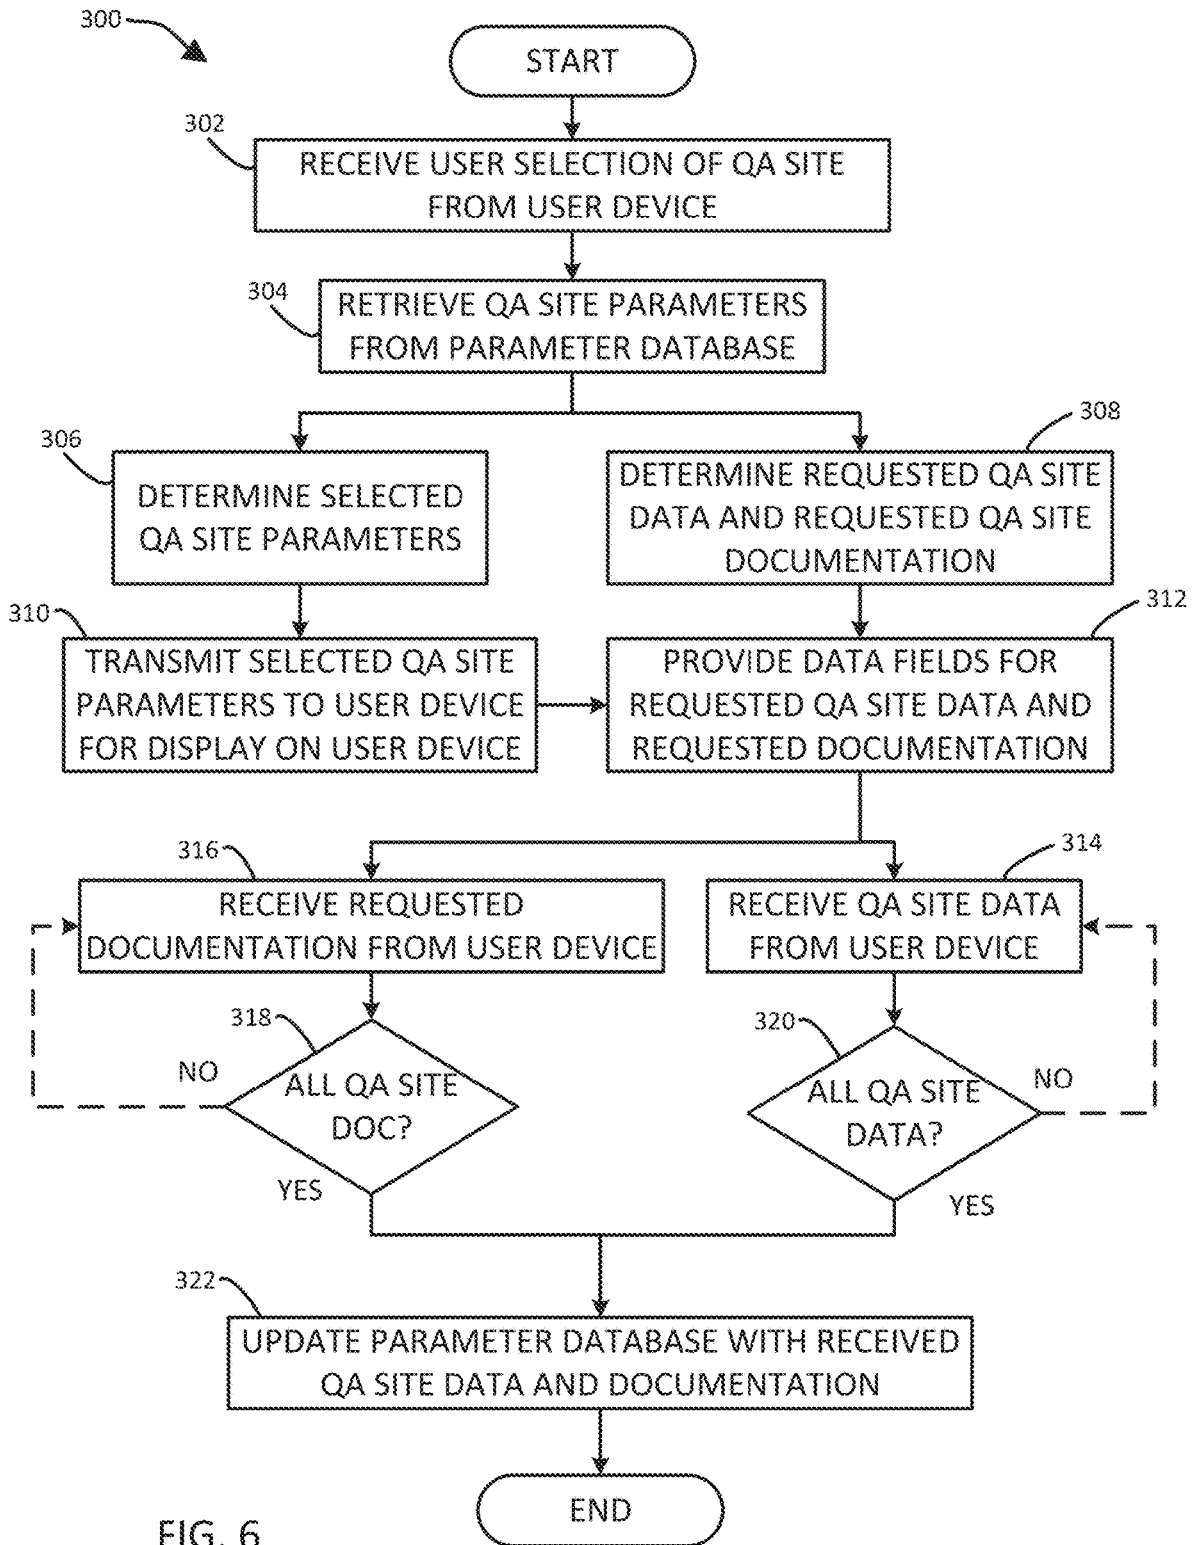 300
START
302
RECEIVE USER SELECTION OF QA SITE
FROM USER DEVICE
304
RETRIEVE QA SITE PARAMETERS
FROM PARAMETER DATABASE
306
DETERMINE SELECTED
QA SITE PARAMETERS
308
DETERMINE REQUESTED QA SITE
DATA AND REQUESTED QA SITE
DOCUMENTATION
310
TRANSMIT SELECTED QA SITE
PARAMETERS TO USER DEVICE
FOR DISPLAY ON USER DEVICE
312
PROVIDE DATA FIELDS FOR
REQUESTED QA SITE DATA AND
REQUESTED DOCUMENTATION
316
RECEIVE REQUESTED
DOCUMENTATION FROM USER DEVICE
314
RECEIVE QA SITE DATA
FROM USER DEVICE
318
NO
ALL QA SITE
DOC?
YES
320
ALL QA SITE
DATA?
NO
YES
322
UPDATE PARAMETER DATABASE WITH RECEIVED
QA SITE DATA AND DOCUMENTATION
END
FIG. 6